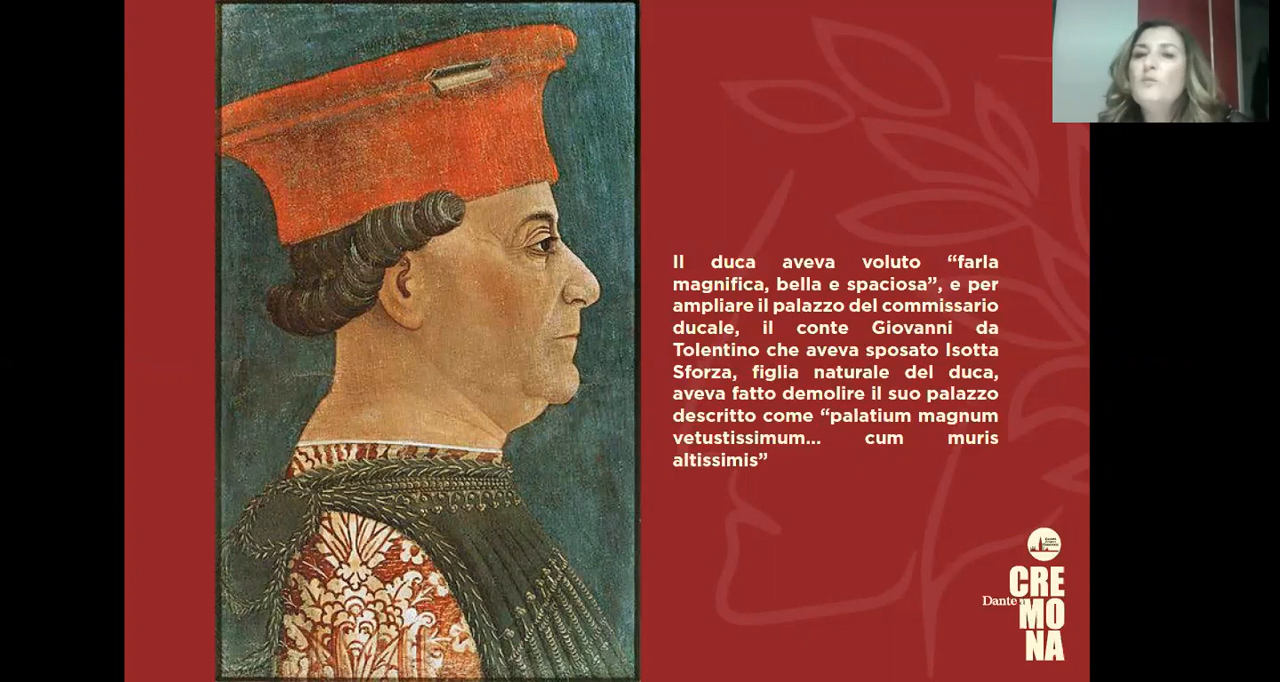 Il duca aveva voluto “farla
magnifica, bella e spaciosa”, e per
ampliare il palazzo del commissario
ducale, il conte Giovanni da
Tolentino che aveva sposato Isotta
Sforza, figlia naturale del duca,
aveva fatto demolire il suo palazzo
descritto come “palatium magnum
vetustissimum... cum muris
altissimis”
CRE
Dante
MO
NA